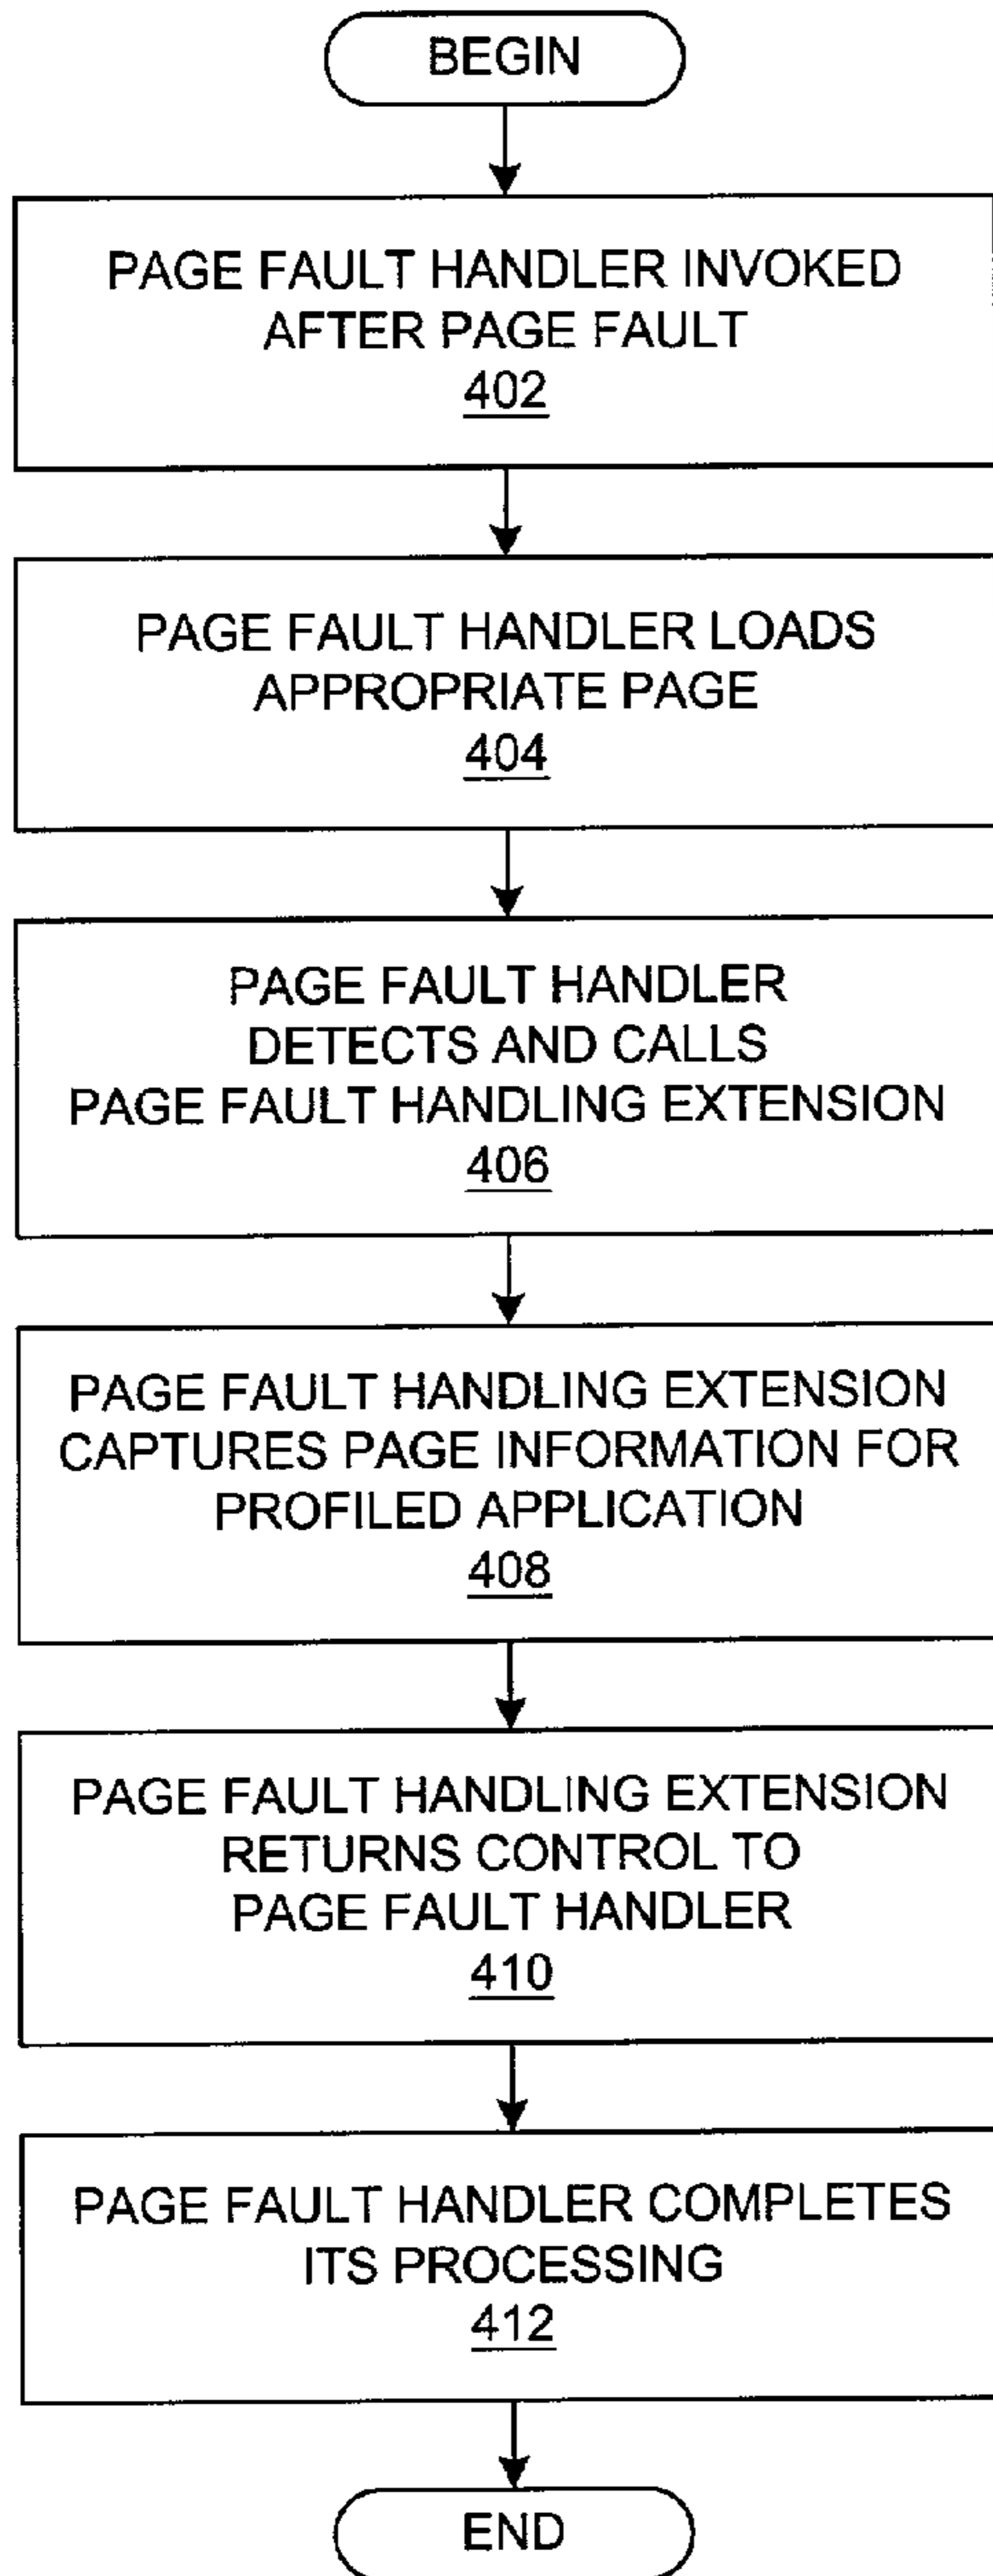 BEGIN
PAGE FAULT HANDLER INVOKED
AFTER PAGE FAULT
402
PAGE FAULT HANDLER LOADS
APPROPRIATE PAGE
404
PAGE FAULT HANDLER
DETECTS AND CALLS
PAGE FAULT HANDLING EXTENSION
406
PAGE FAULT HANDLING EXTENSION
CAPTURES PAGE INFORMATION FOR
PROFILED APPLICATION
408
PAGE FAULT HANDLING EXTENSION
RETURNS CONTROL TO
PAGE FAULT HANDLER
410
PAGE FAULT HANDLER COMPLETES
ITS PROCESSING
412
END